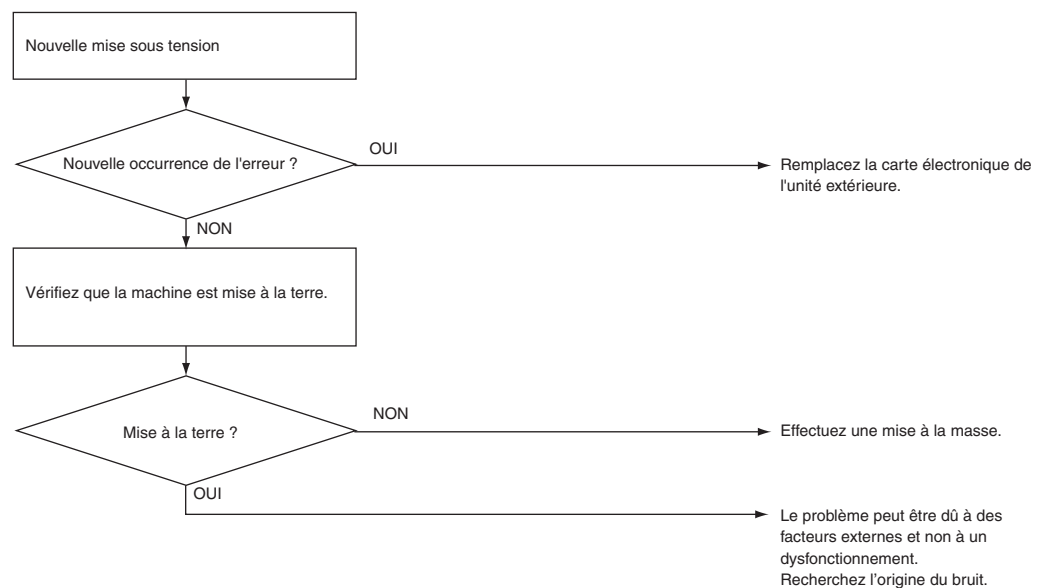 Nouvelle mise sous tension
Nouvelle occurrence de l'erreur ?
OUI
Remplacez la carte électronique de
l'unité extérieure.
NON
Vérifiez que la machine est mise à la terre.
Mise à la terre ?
NON
Effectuez une mise à la masse.
OUI
Le problème peut être dû à des
facteurs externes et non à un
dysfonctionnement.
Recherchez l'origine du bruit.